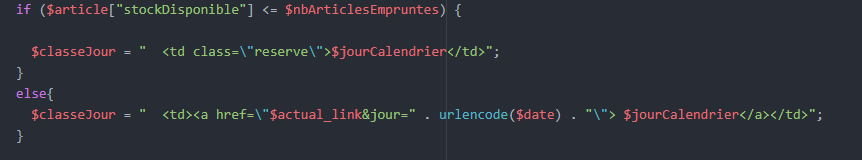 if ($article["stockDisponible"] <= $nbArticlesEmpruntes) {
$classeJour = "  <td class=\"reserve\">$jourCalendrier</td>";
}
else{
$classeJour = "  <td><a href=\"$actual_link&jour=" . urlencode($date) . "\"> $jourCalendrier</a></td>";
}